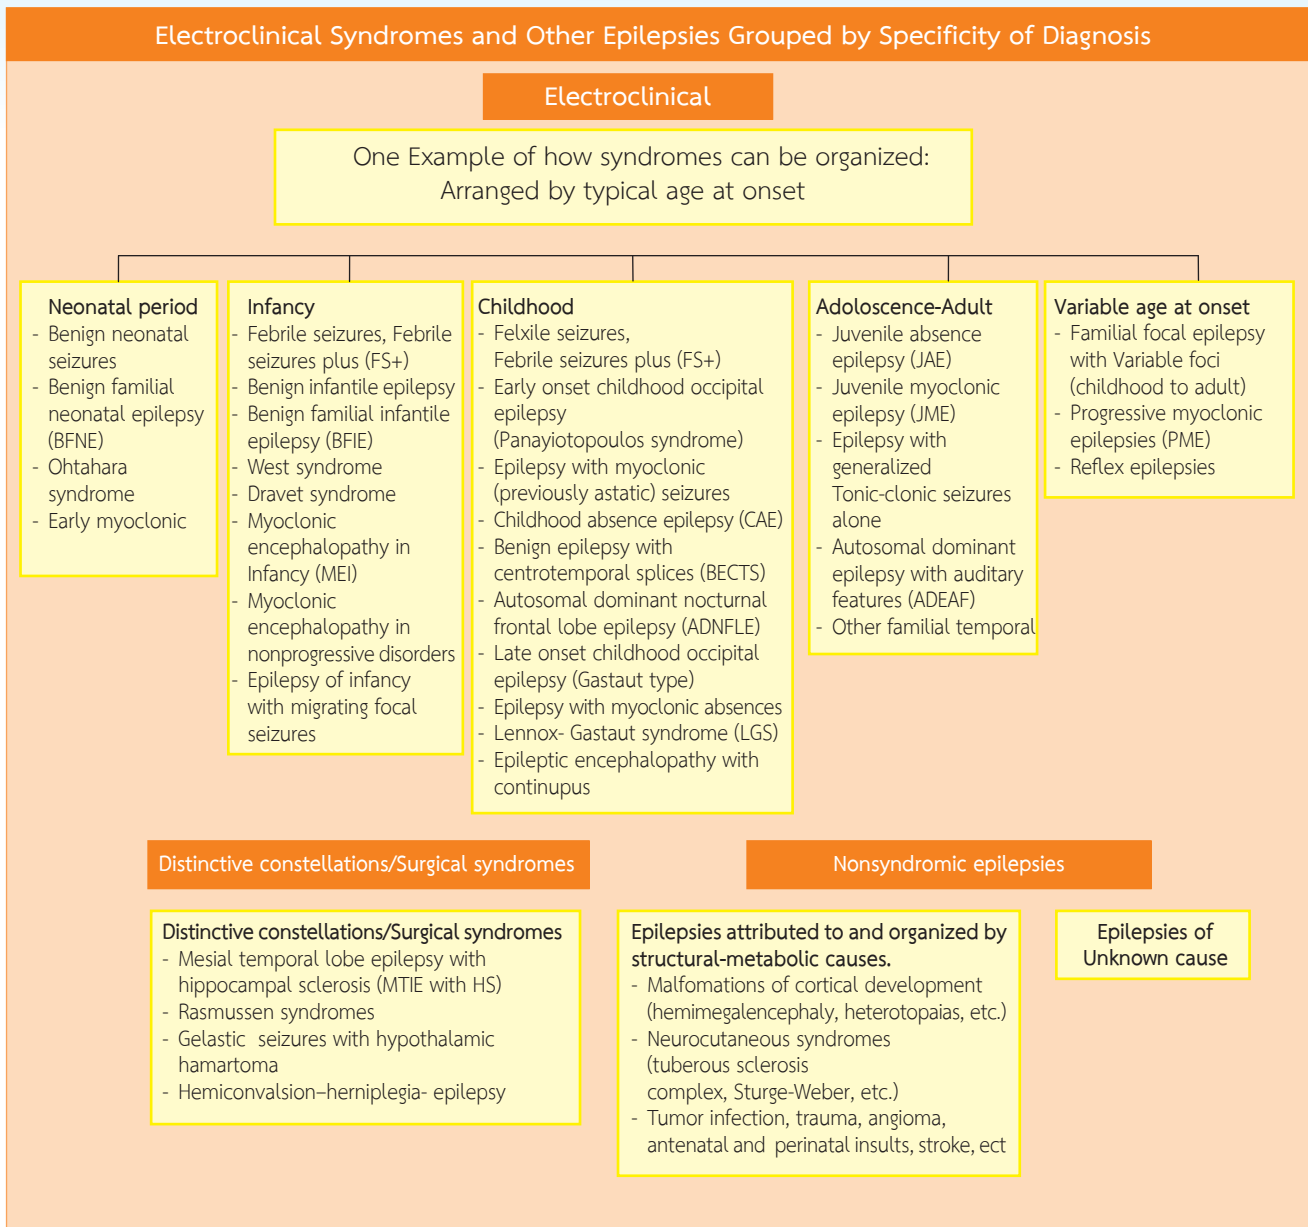 Electroclinical Syndromes and Other Epilepsies Grouped by Specificity of Diagnosis
Electroclinical
One Example of how syndromes can be organized:
Arranged by typical age at onset
Neonatal period
- Benign neonatal
seizures
- Benign familial
neonatal epilepsy
(BFNE)
- Ohtahara
syndrome
- Early myoclonic
Infancy
- Febrile seizures, Febrile
seizures plus (FS+)
- Benign infantile epilepsy
- Benign familial infantile
epilepsy (BFIE)
- West syndrome
- Dravet syndrome
- Myoclonic
encephalopathy in
Infancy (MEI)
- Myoclonic
encephalopathy in
nonprogressive disorders
- Epilepsy of infancy
with migrating focal
seizures
Childhood
- Felxile seizures,
Febrile seizures plus (FS+)
- Early onset childhood occipital
epilepsy
(Panayiotopoulos syndrome)
- Epilepsy with myoclonic
(previously astatic) seizures
- Childhood absence epilepsy (CAE)
- Benign epilepsy with
centrotemporal splices (BECTS)
- Autosomal dominant nocturnal
frontal lobe epilepsy (ADNFLE)
- Late onset childhood occipital
epilepsy (Gastaut type)
- Epilepsy with myoclonic absences
- Lennox- Gastaut syndrome (LGS)
- Epileptic encephalopathy with
continupus
Adoloscence-Adult
- Juvenile absence
epilepsy (JAE)
- Juvenile myoclonic
epilepsy (JME)
- Epilepsy with
generalized
Tonic-clonic seizures
alone
- Autosomal dominant
epilepsy with auditory
features (ADEAF)
- Other familial temporal
Variable age at onset
- Familial focal epilepsy
with Variable foci
(childhood to adult)
- Progressive myoclonic
epilepsies (PME)
- Reflex epilepsies
Distinctive constellations/Surgical syndromes
Distinctive constellations/Surgical syndromes
- Mesial temporal lobe epilepsy with
hippocampal sclerosis (MTIE with HS)
- Rasmussen syndromes
- Gelastic seizures with hypothalamic
hamartoma
- Hemiconvalsion–herniplegia- epilepsy
Nonsyndromic epilepsies
Epilepsies attributed to and organized by
structural-metabolic causes.
- Malfomations of cortical development
(hemimegalencephaly, heterotopaias, etc.)
- Neurocutaneous syndromes
(tuberous sclerosis
complex, Sturge-Weber, etc.)
- Tumor infection, trauma, angioma,
antenatal and perinatal insults, stroke, ect
Epilepsies of
Unknown cause